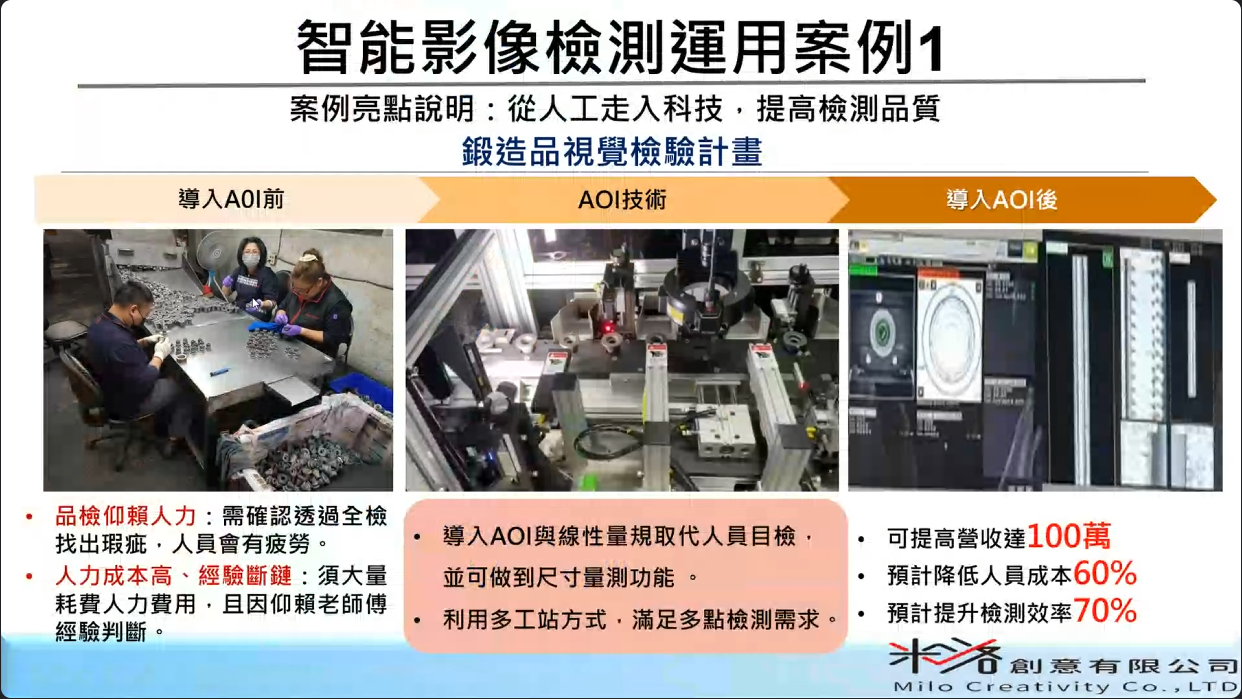 智能影像檢測運用案例1
案例亮點說明：從人工走入科技，提高檢測品質
鍛造品視覺檢驗計畫
導入AOI前
AOI技術
導入AOI後
• 品檢仰賴人力：需確認透過全檢
找出瑕疵，人員會有疲勞。
• 人力成本高、經驗斷鏈：須大量
耗費人力費用，且因仰賴老師傅
經驗判斷。
• 導入AOI與線性量規取代人員目檢，
並可做到尺寸量測功能 。
• 利用多工站方式，滿足多點檢測需求。
• 可提高營收達100萬
• 預計降低人員成本60%
• 預計提升檢測效率70%
米洛創意有限公司
Milo Creativity Co.,LTD